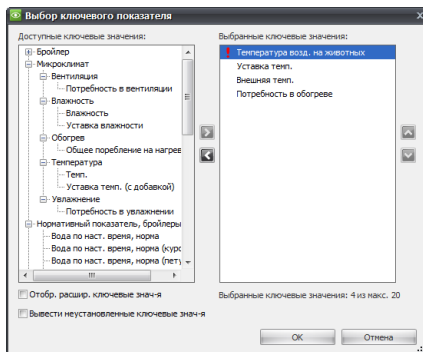 Выбор ключевого показателя
Доступные ключевые значения:
Бройлер
Микроклимат
Вентиляция
Потребность в вентиляции
Влажность
Влажность
Уставка влажности
Обогрев
Общее поребление на нагрев
Температура
Темп.
Уставка темп. (с добавкой)
Увлажнение
Потребность в увлажнении
Нормативный показатель, бройлеры
Вода по наст. время, норма
Вода по наст. время, норма (курс
Вода по наст. время, норма (пету
Отобр. расшир. ключевые знач-я
Вывести неустановленные ключевые знач-я
Выбранные ключевые значения:
Температура возд. на животных
Уставка темп.
Внешняя темп.
Потребность в обогреве
Выбранные ключевые значения: 4 из макс. 20
ОК
Отмена